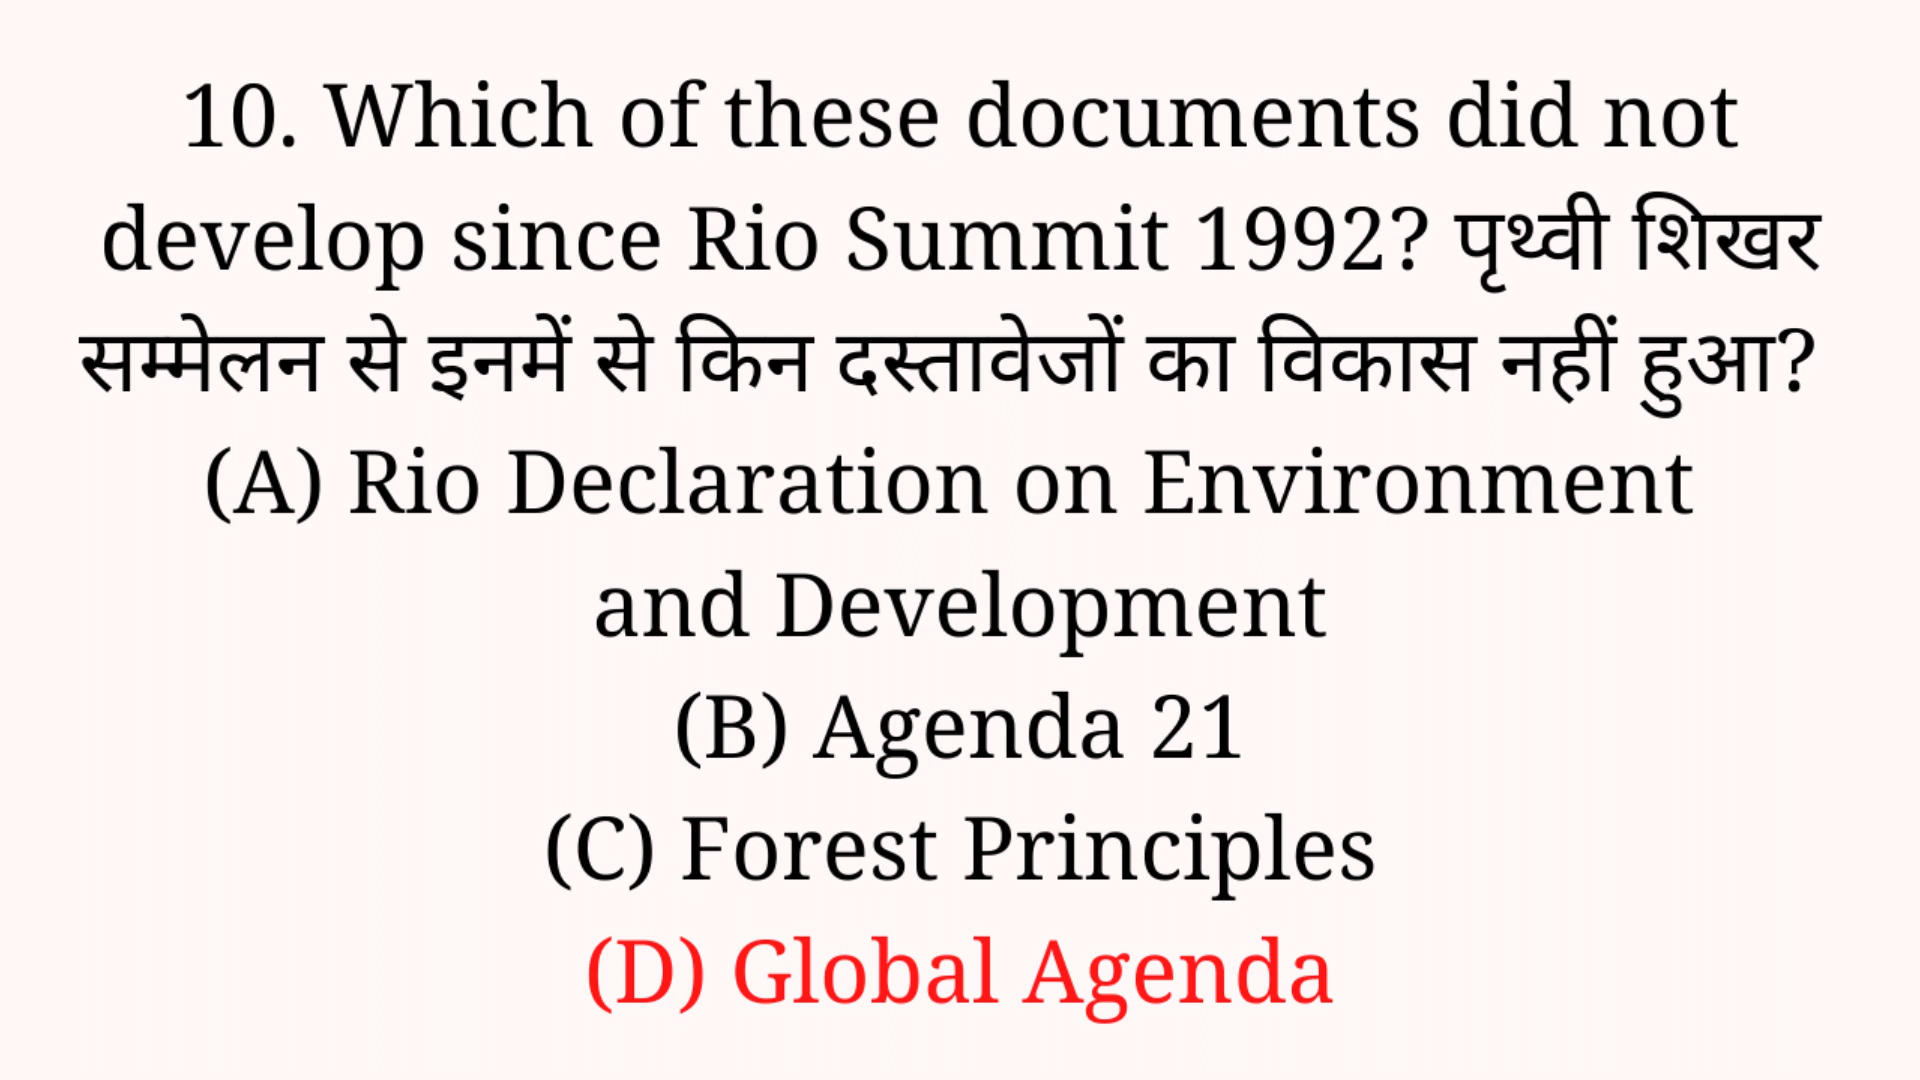 10. Which of these documents did not
develop since Rio Summit 1992? पृथ्वी शिखर
सम्मेलन से इनमें से किन दस्तावेजों का विकास नहीं हुआ?
(A) Rio Declaration on Environment
and Development
(B) Agenda 21
(C) Forest Principles
(D) Global Agenda